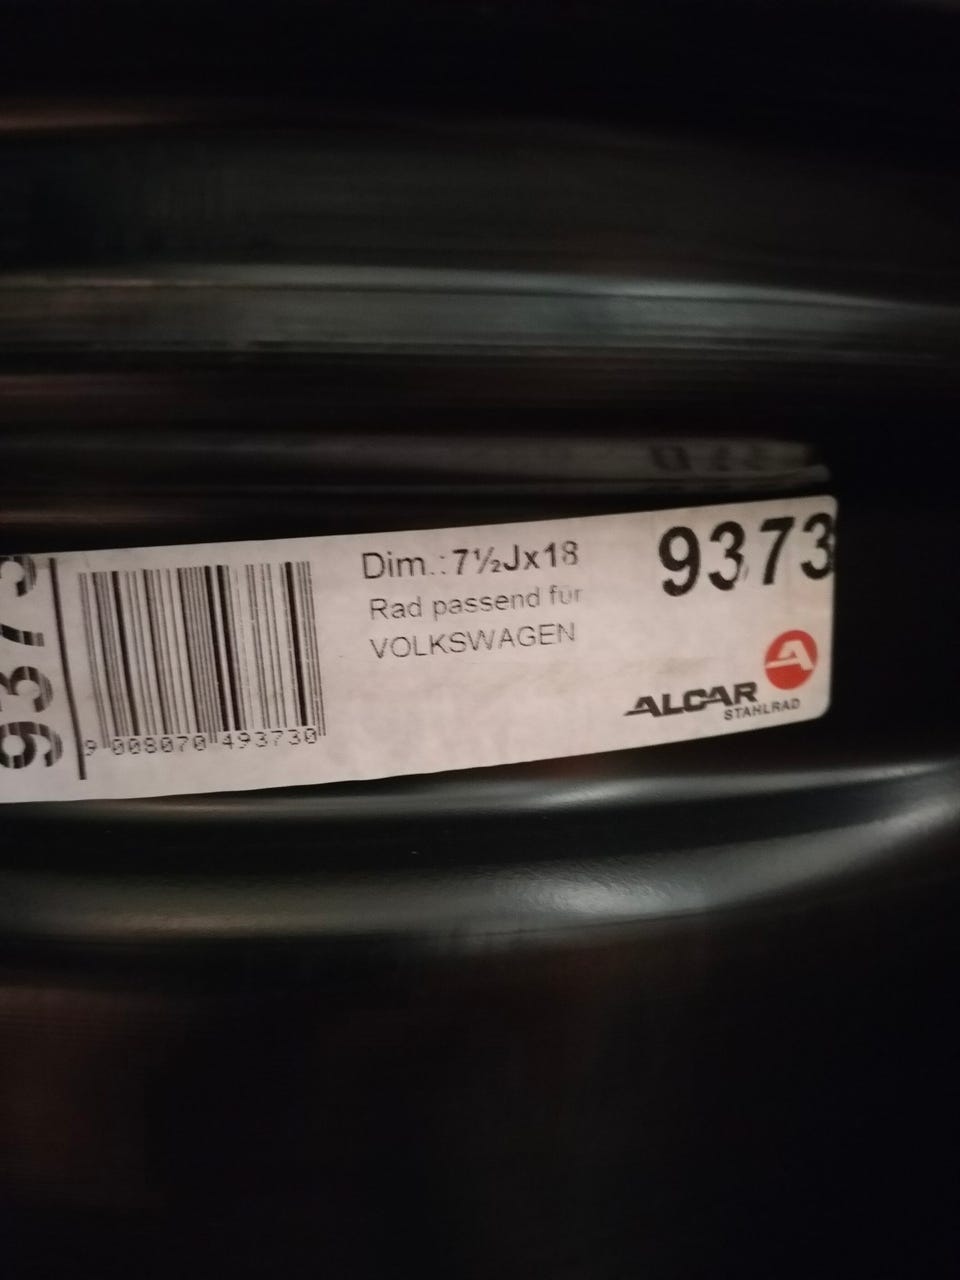 9373
Dim.: 7½Jx18
Rad passend für
VOLKSWAGEN
9373
ALCAR
STAHLRAD
9 008070 493730